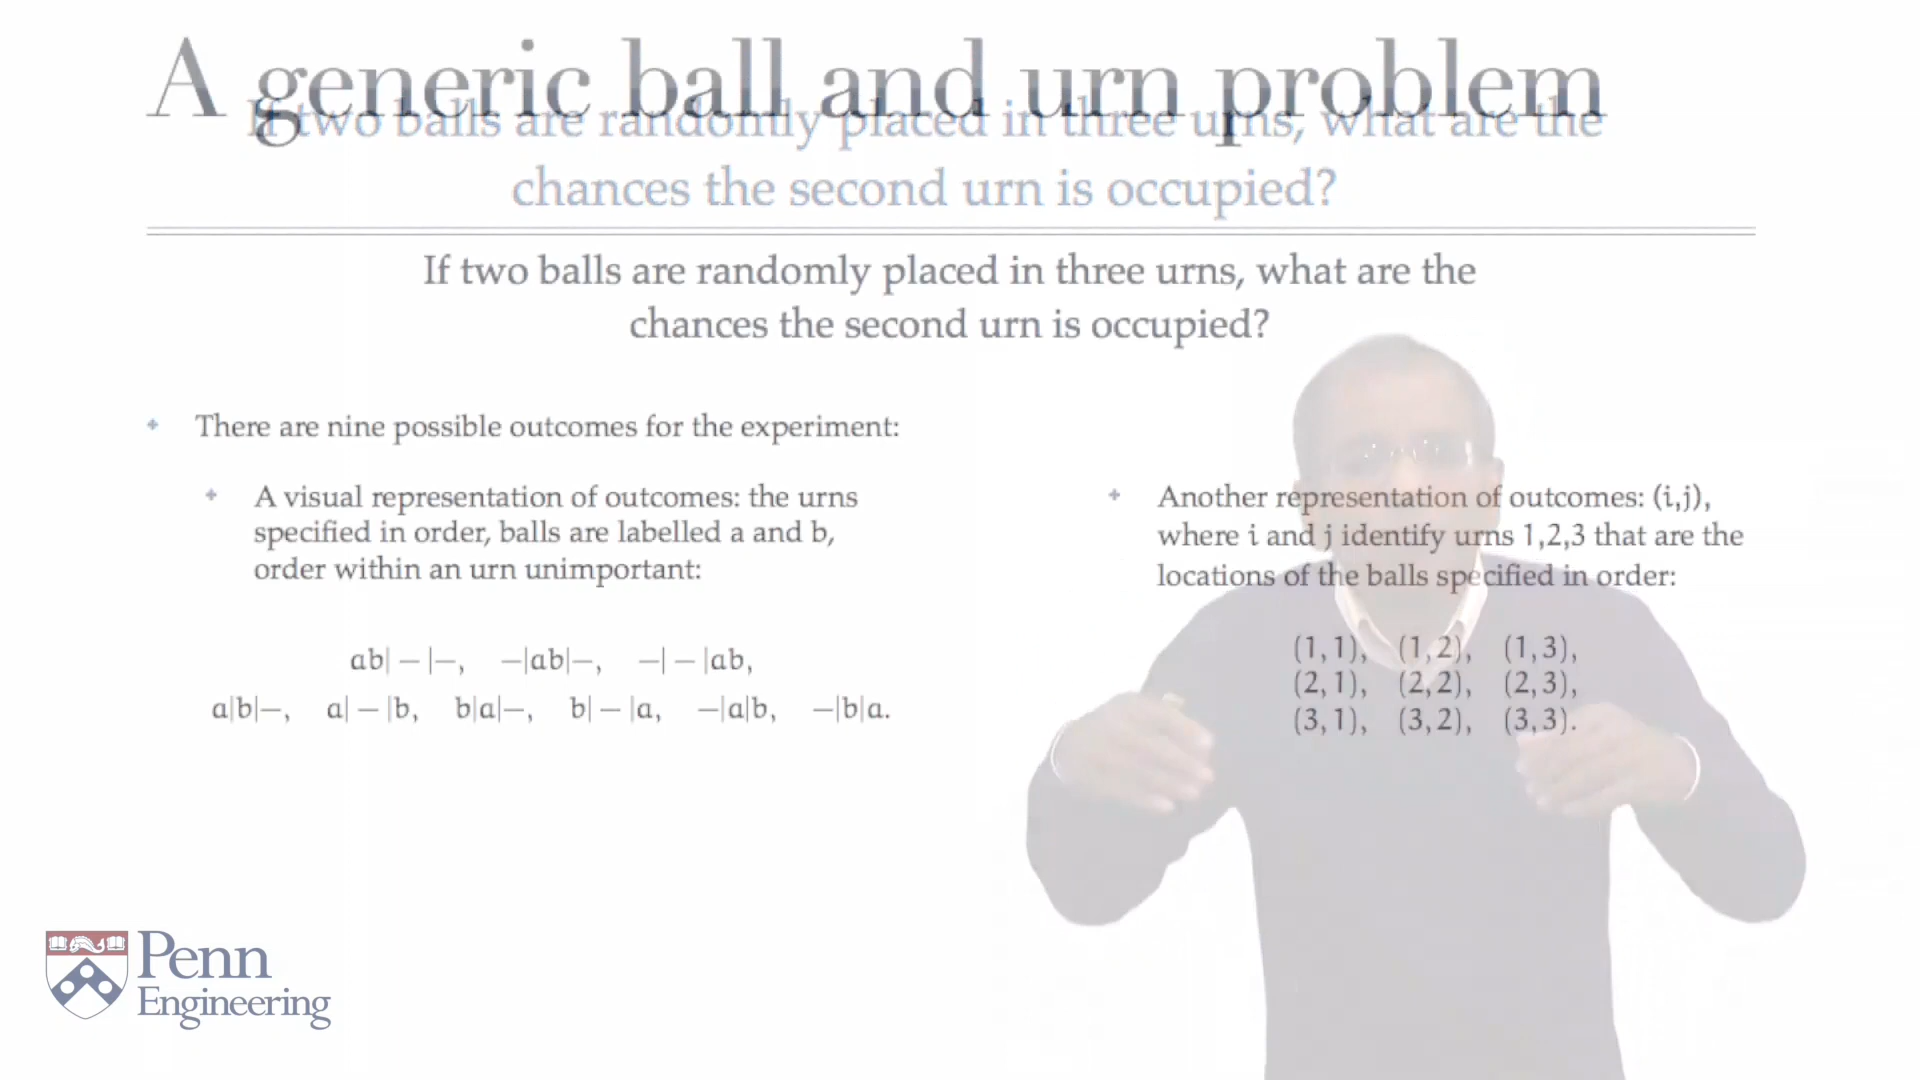 A generic ball and urn problem
If two balls are randomly placed in three urns, what are the
chances the second urn is occupied?
If two balls are randomly placed in three urns, what are the
chances the second urn is occupied?
There are nine possible outcomes for the experiment:
A visual representation of outcomes: the urns
specified in order, balls are labelled a and b,
order within an urn unimportant:
ab| − |−, −|ab|−, −| − |ab,
a|b|−, a| − |b, b|a|−, b| − |a, −|a|b, −|b|a.
Another representation of outcomes: (i,j),
where i and j identify urns 1,2,3 that are the
locations of the balls specified in order:
(1,1), (1,2), (1,3),
(2,1), (2,2), (2,3),
(3,1), (3,2), (3,3).
Penn
Engineering